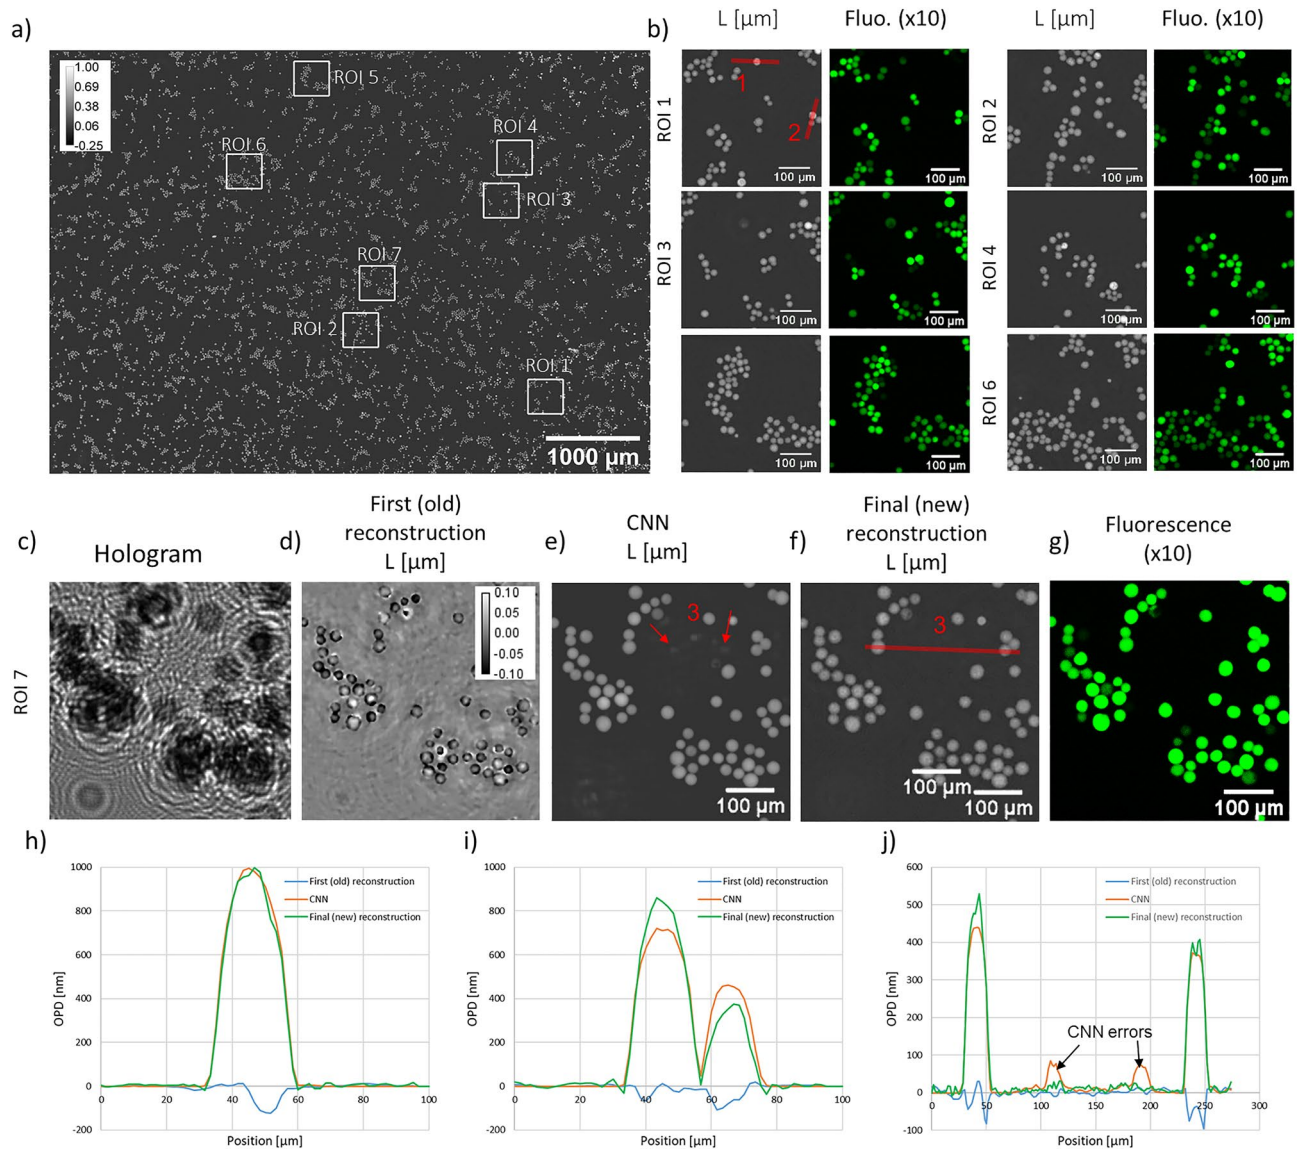 a)
1.00
0.69
0.38
0.06
-0.25
ROI 5
ROI 4
ROI 6
ROI 3
ROI 7
ROI 2
ROI 1
1000 µm
b)
L [µm]
Fluo. (x10)
L [µm]
Fluo. (x10)
ROI 1
1
2
100 µm
100 µm
ROI 2
100 µm
100 µm
ROI 3
100 µm
100 µm
ROI 4
100 µm
100 µm
100 µm
100 µm
ROI 6
100 µm
100 µm
c)
Hologram
d)
First (old)
reconstruction
L [µm]
e)
CNN
L [µm]
f)
Final (new)
reconstruction
L [µm]
g)
Fluorescence
(x10)
ROI 7
0.10
0.05
0.00
-0.05
-0.10
3
100 µm
3
100 µm
100 µm
100 µm
h)
1000
800
600
400
200
0
-200
OPD [nm]
First (old) reconstruction
CNN
Final (new) reconstruction
0
20
40
60
80
100
Position [µm]
i)
1000
800
600
400
200
0
-200
OPD [nm]
First (old) reconstruction
CNN
Final (new) reconstruction
0
20
40
60
80
100
Position [µm]
j)
600
500
400
300
200
100
0
-100
OPD [nm]
First (old) reconstruction
CNN
Final (new) reconstruction
CNN errors
0
50
100
150
200
250
300
Position [µm]